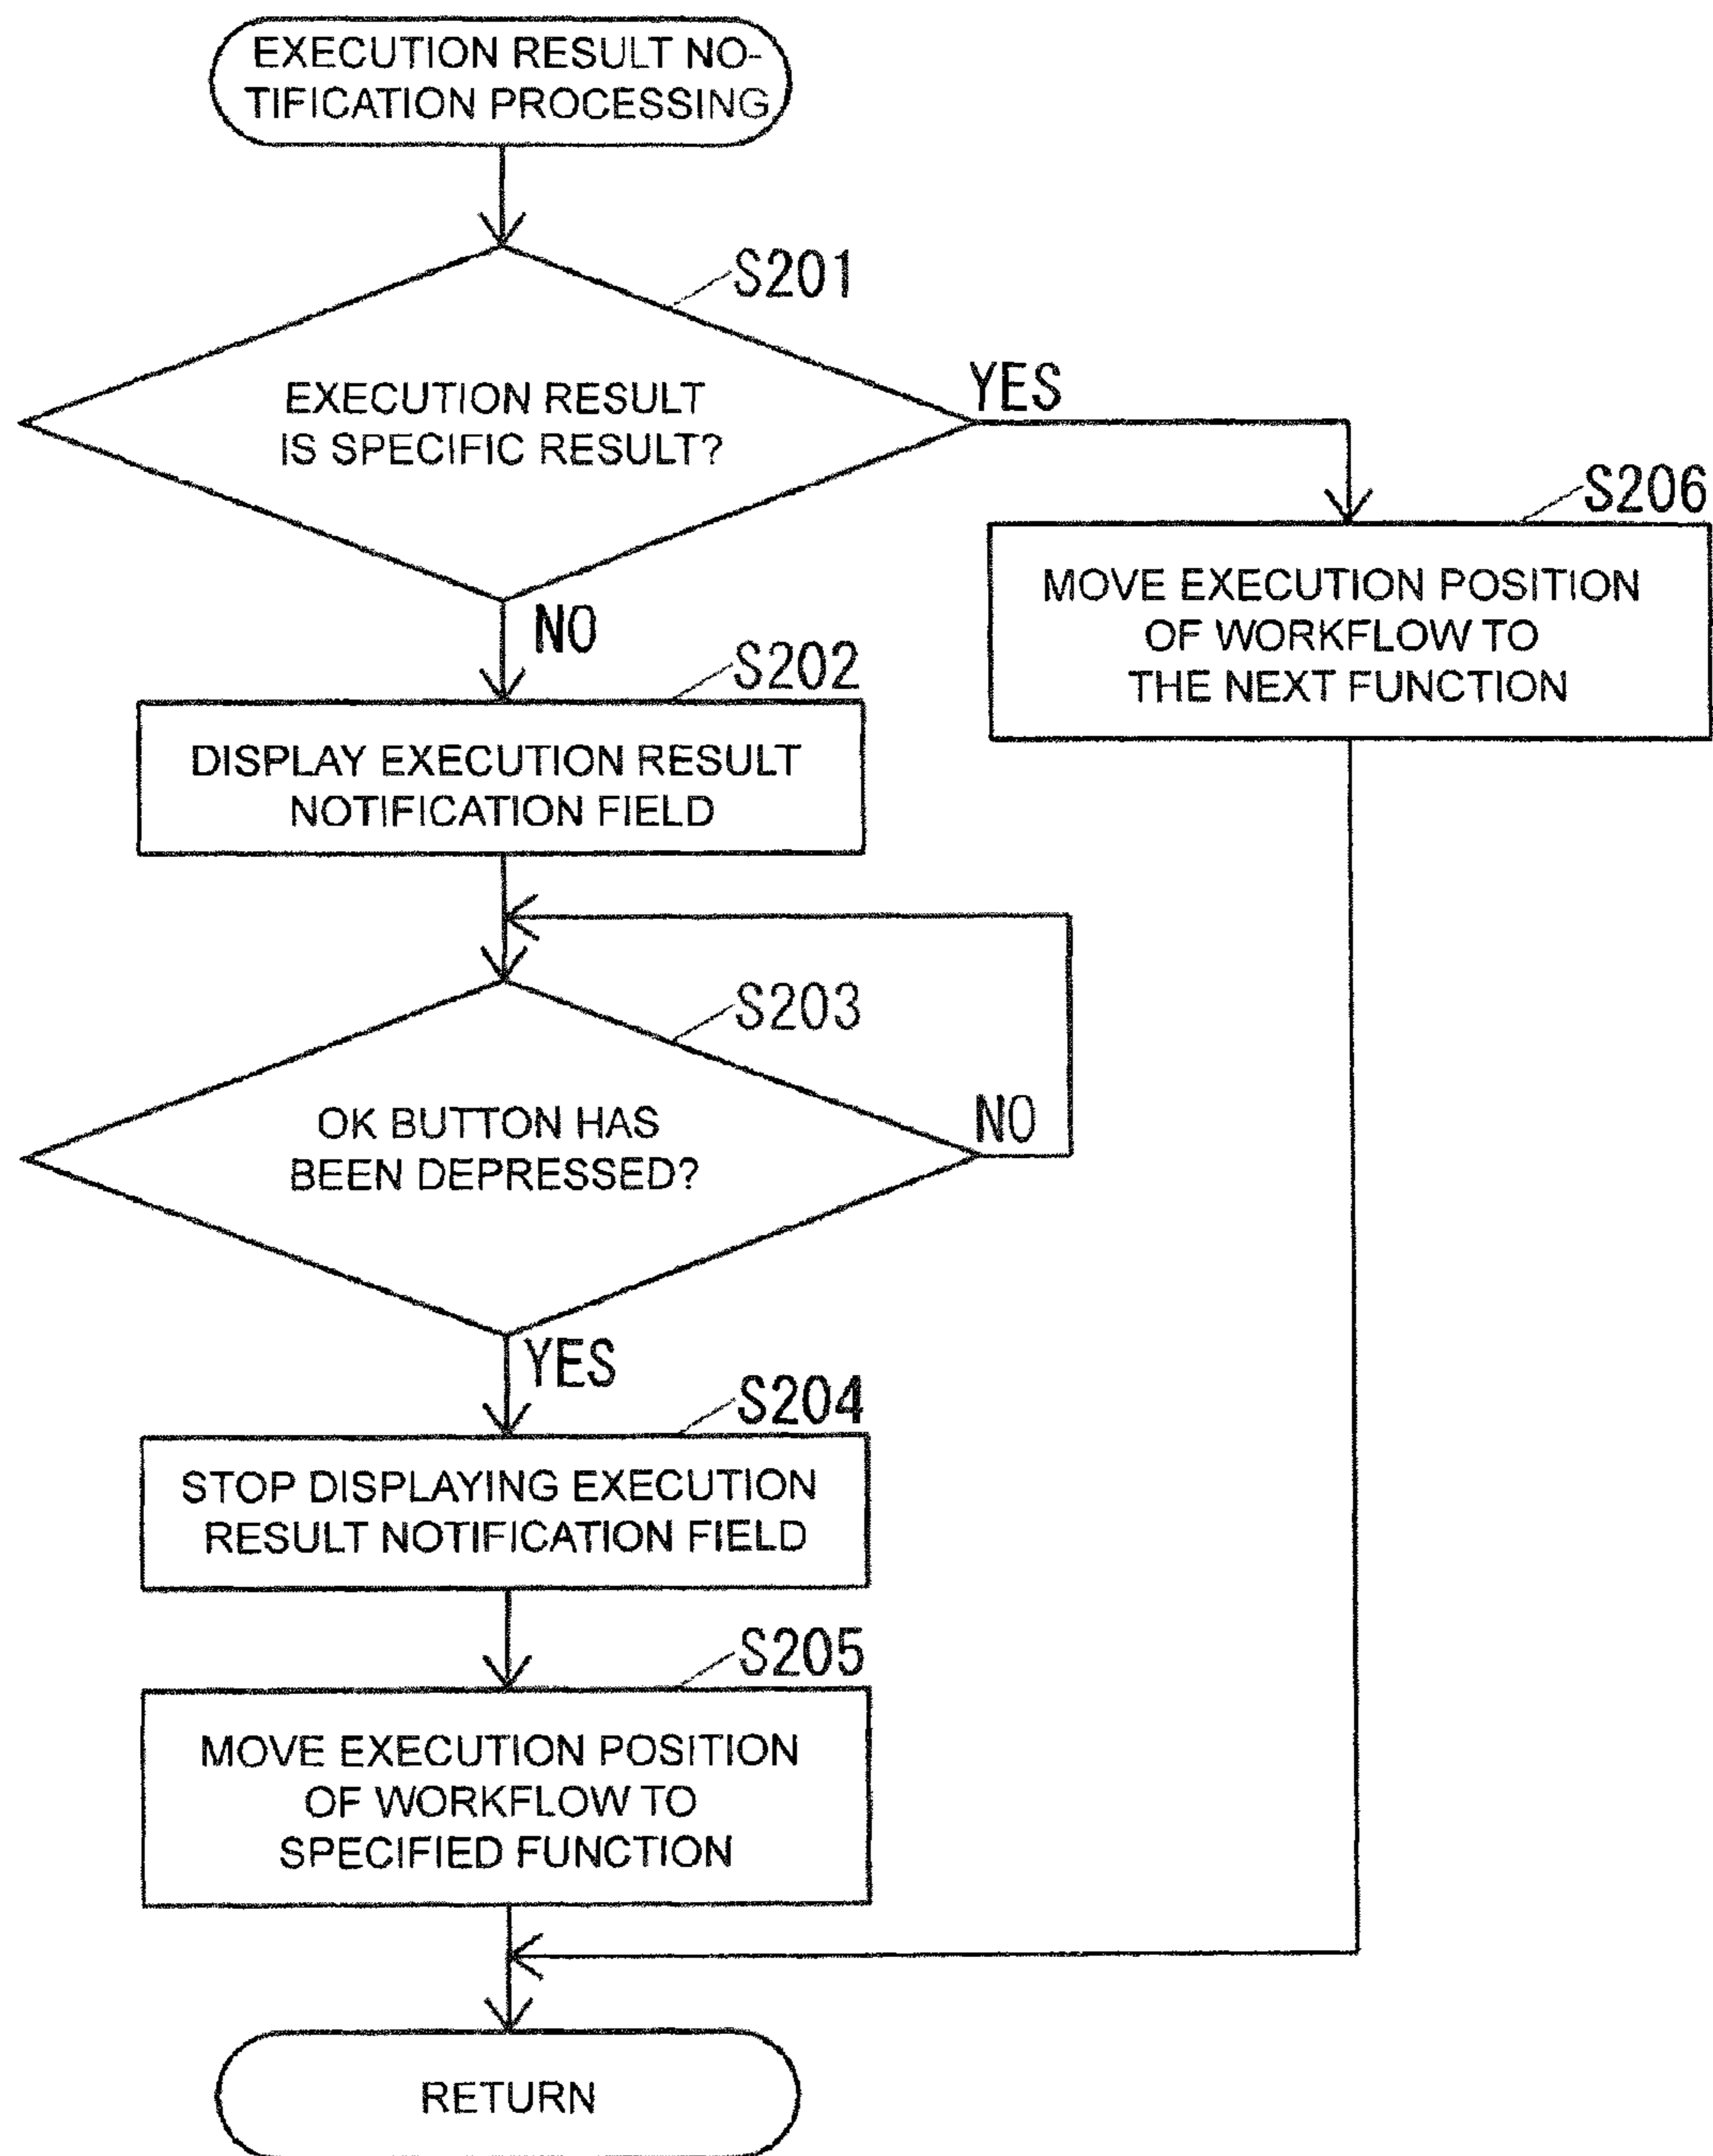 EXECUTION RESULT NO-
TIFICATION PROCESSING
S201
EXECUTION RESULT
IS SPECIFIC RESULT?
YES
S206
MOVE EXECUTION POSITION
OF WORKFLOW TO
THE NEXT FUNCTION
NO
S202
DISPLAY EXECUTION RESULT
NOTIFICATION FIELD
S203
OK BUTTON HAS
BEEN DEPRESSED?
NO
YES
S204
STOP DISPLAYING EXECUTION
RESULT NOTIFICATION FIELD
S205
MOVE EXECUTION POSITION
OF WORKFLOW TO
SPECIFIED FUNCTION
RETURN